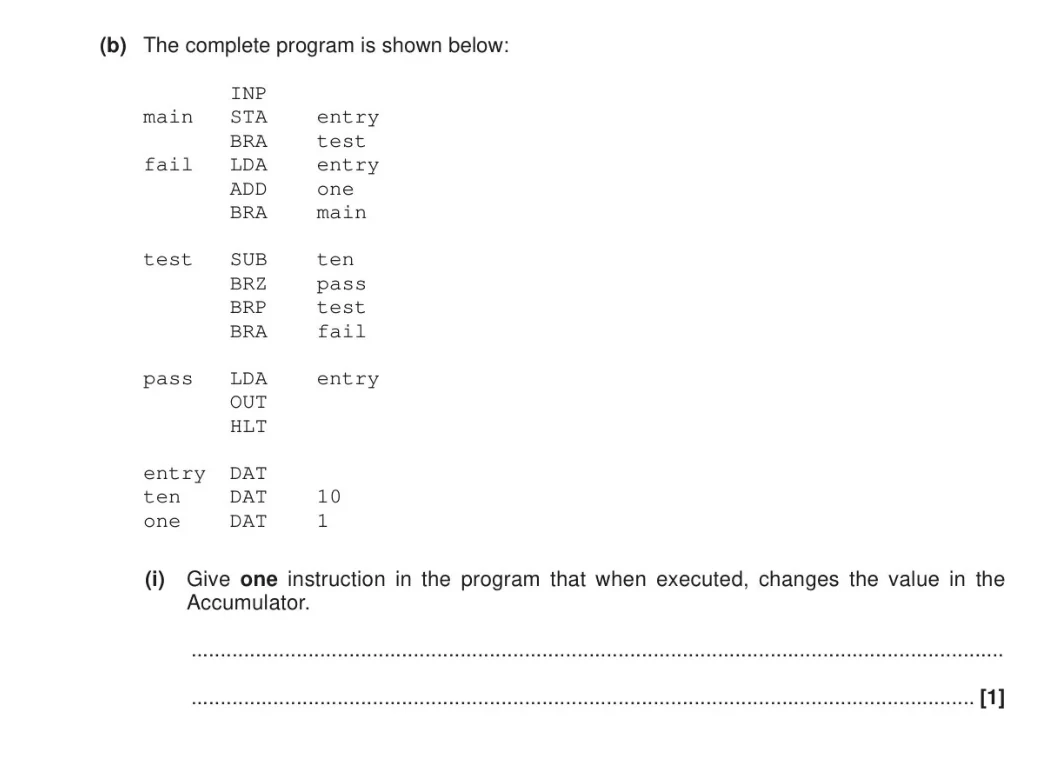 (b) The complete program is shown below:
INP
main STA entry
BRA test
fail LDA entry
ADD one
BRA main
test SUB ten
BRZ pass
BRP test
BRA fail
pass LDA entry
OUT
HLT
entry DAT
ten DAT 10
one DAT 1
(i) Give one instruction in the program that when executed, changes the value in the
Accumulator.
[1]